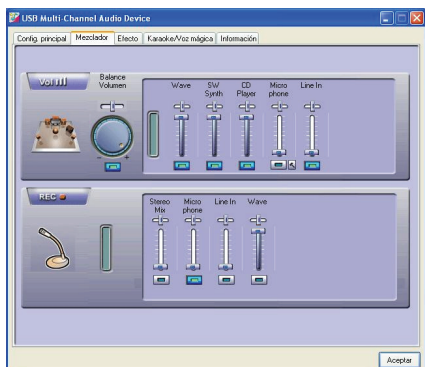 USB Multi-Channel Audio Device
Config. principal Mezclador Efecto Karaoke/Voz mágica Información
Vol
Balance
Volumen
Wave
SW
Synth
CD
Player
Micro
phone
Line In
REC
Stereo
Mix
Micro
phone
Line In
Wave
Aceptar